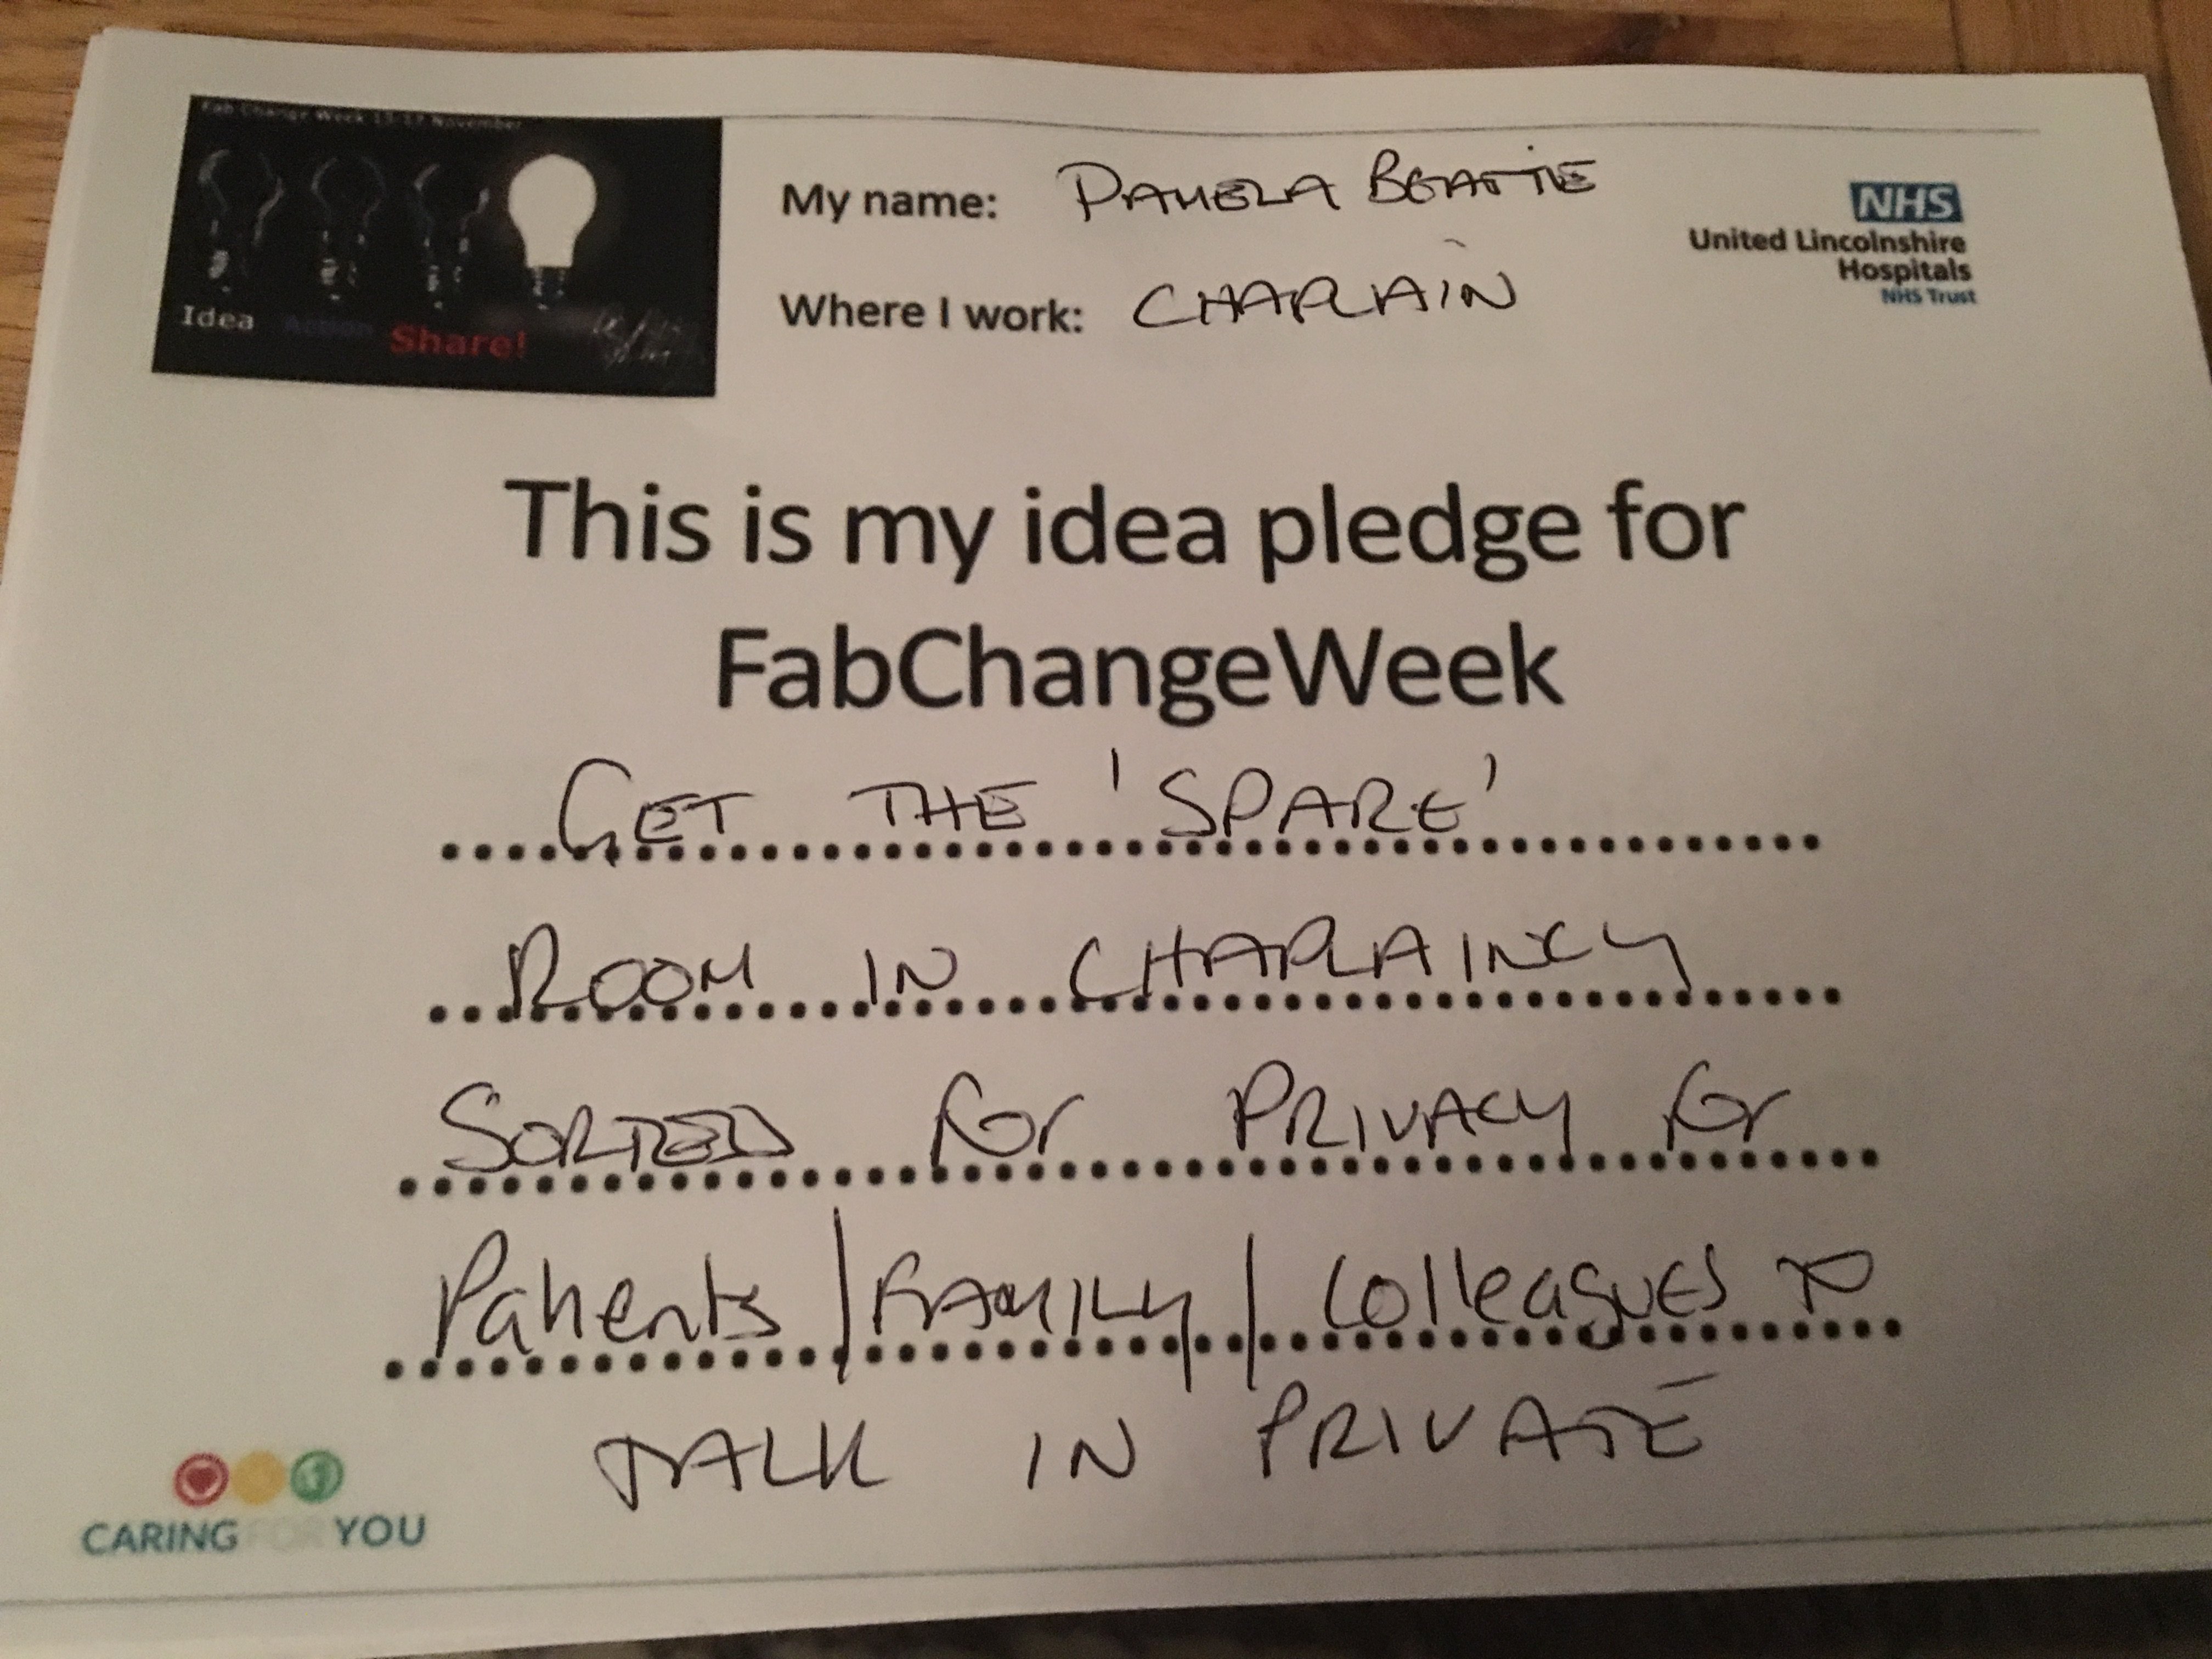 Fab Change Week 13-17 November
Idea Action Share!
My name: PAMELA BEATTIE
Where I work: CHAPLAIN
NHS
United Lincolnshire
Hospitals
NHS Trust
This is my idea pledge for
FabChangeWeek
GET THE 'SPARE'
ROOM IN CHAPLAINCY
SORTED for PRIVACY for
Patients / FAMILY / Colleagues to
TALK IN PRIVATE
CARING FOR YOU